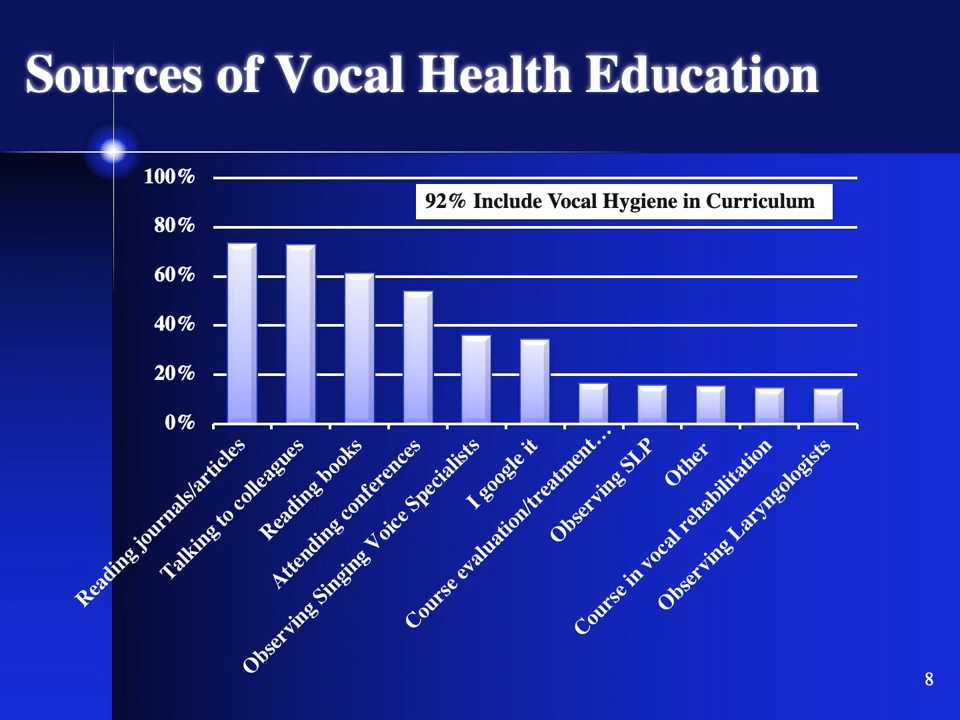 Sources of Vocal Health Education
100%
92% Include Vocal Hygiene in Curriculum
80%
60%
40%
20%
0%
Reading journals/articles
Talking to colleagues
Reading books
Attending conferences
Observing Singing Voice Specialists
I google it
Course evaluation/treatment…
Observing SLP
Other
Course in vocal rehabilitation
Observing Laryngologists
8